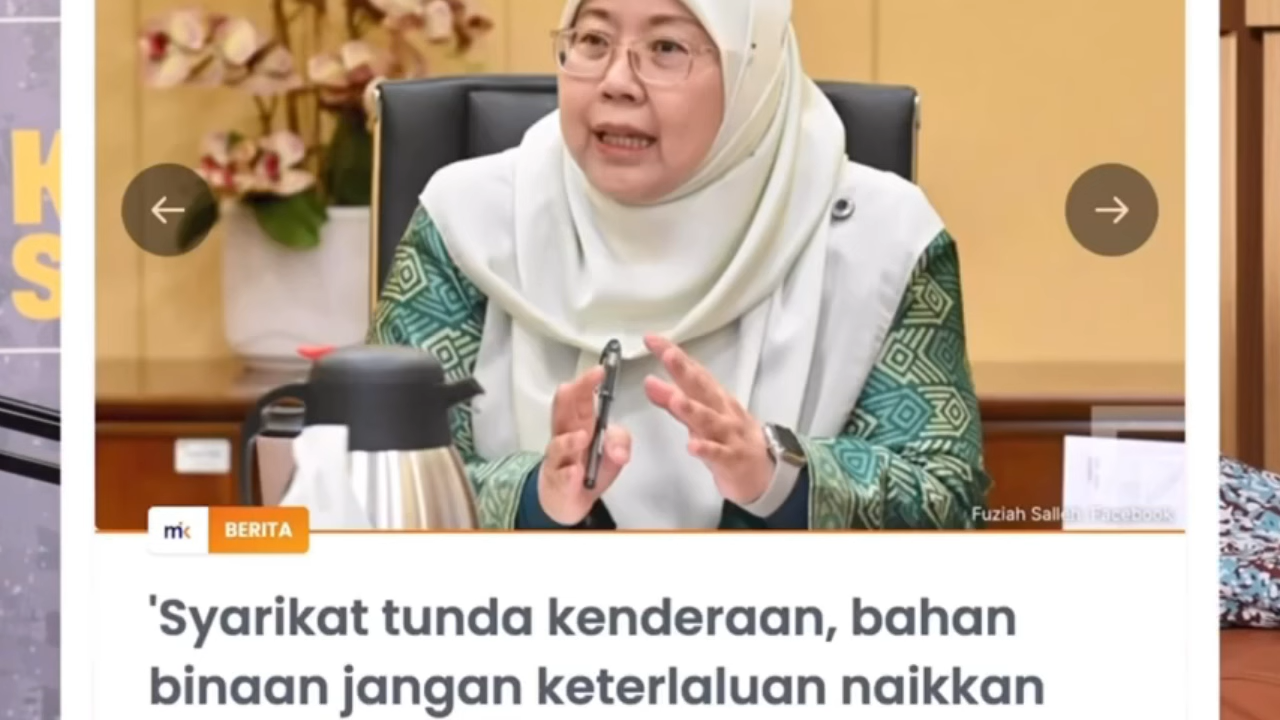 K
S
Fuziah Salleh Facebook
mk BERITA
'Syarikat tunda kenderaan, bahan
binaan jangan keterlaluan naikkan